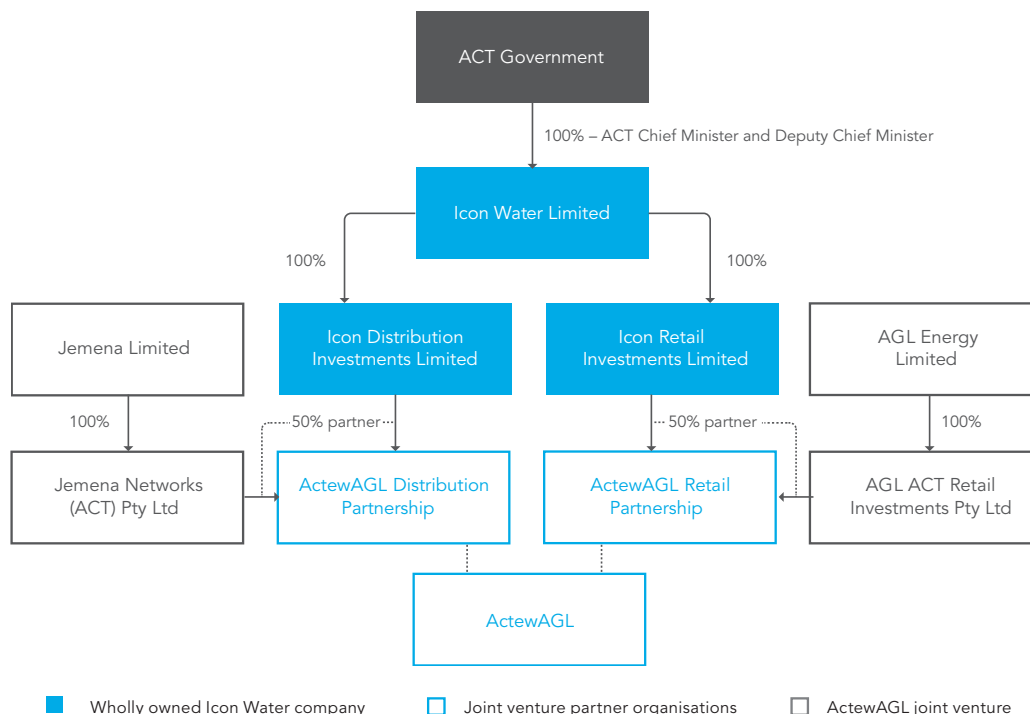 ACT Government
100% – ACT Chief Minister and Deputy Chief Minister
Icon Water Limited
100%
100%
Jemena Limited
Icon Distribution
Investments Limited
Icon Retail
Investments Limited
AGL Energy
Limited
100%
50% partner
50% partner
100%
Jemena Networks
(ACT) Pty Ltd
ActewAGL Distribution
Partnership
ActewAGL Retail
Partnership
AGL ACT Retail
Investments Pty Ltd
ActewAGL
Wholly owned Icon Water company
Joint venture partner organisations
ActewAGL joint venture